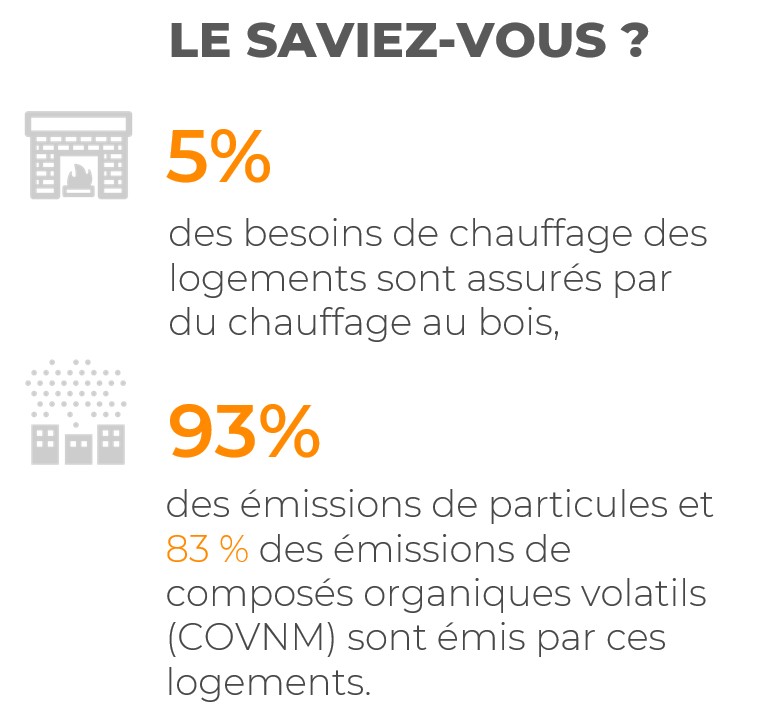 LE SAVIEZ-VOUS ?
5%
des besoins de chauffage des
logements sont assurés par
du chauffage au bois,
93%
des émissions de particules et
83 % des émissions de
composés organiques volatils
(COVNM) sont émis par ces
logements.